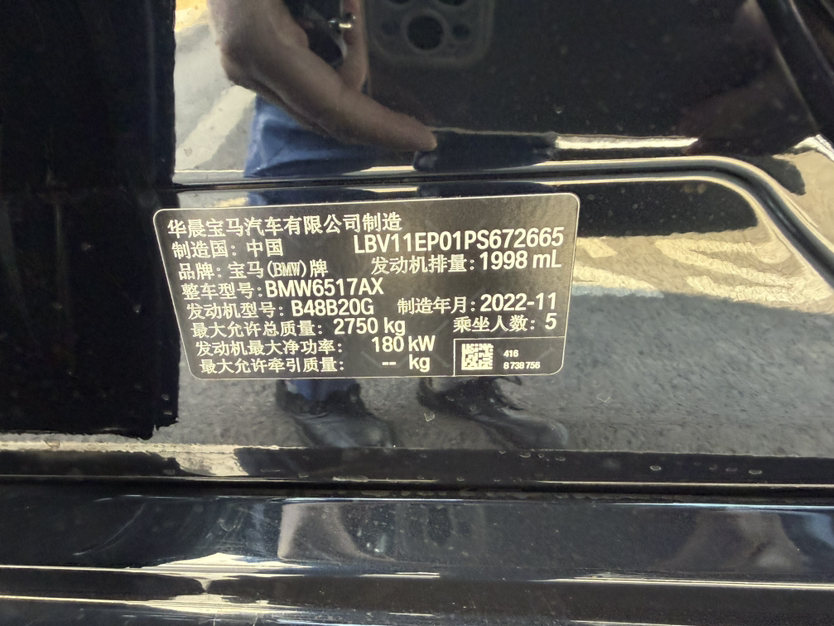 华晨宝马汽车有限公司制造
制造国: 中国 LBV11EP01PS672665
品牌: 宝马(BMW)牌 发动机排量: 1998 mL
整车型号: BMW6517AX
发动机型号: B48B20G 制造年月: 2022-11
最大允许总质量: 2750 kg 乘坐人数: 5
发动机最大净功率: 180 kW
最大允许牵引质量: -- kg
416
8 738 756